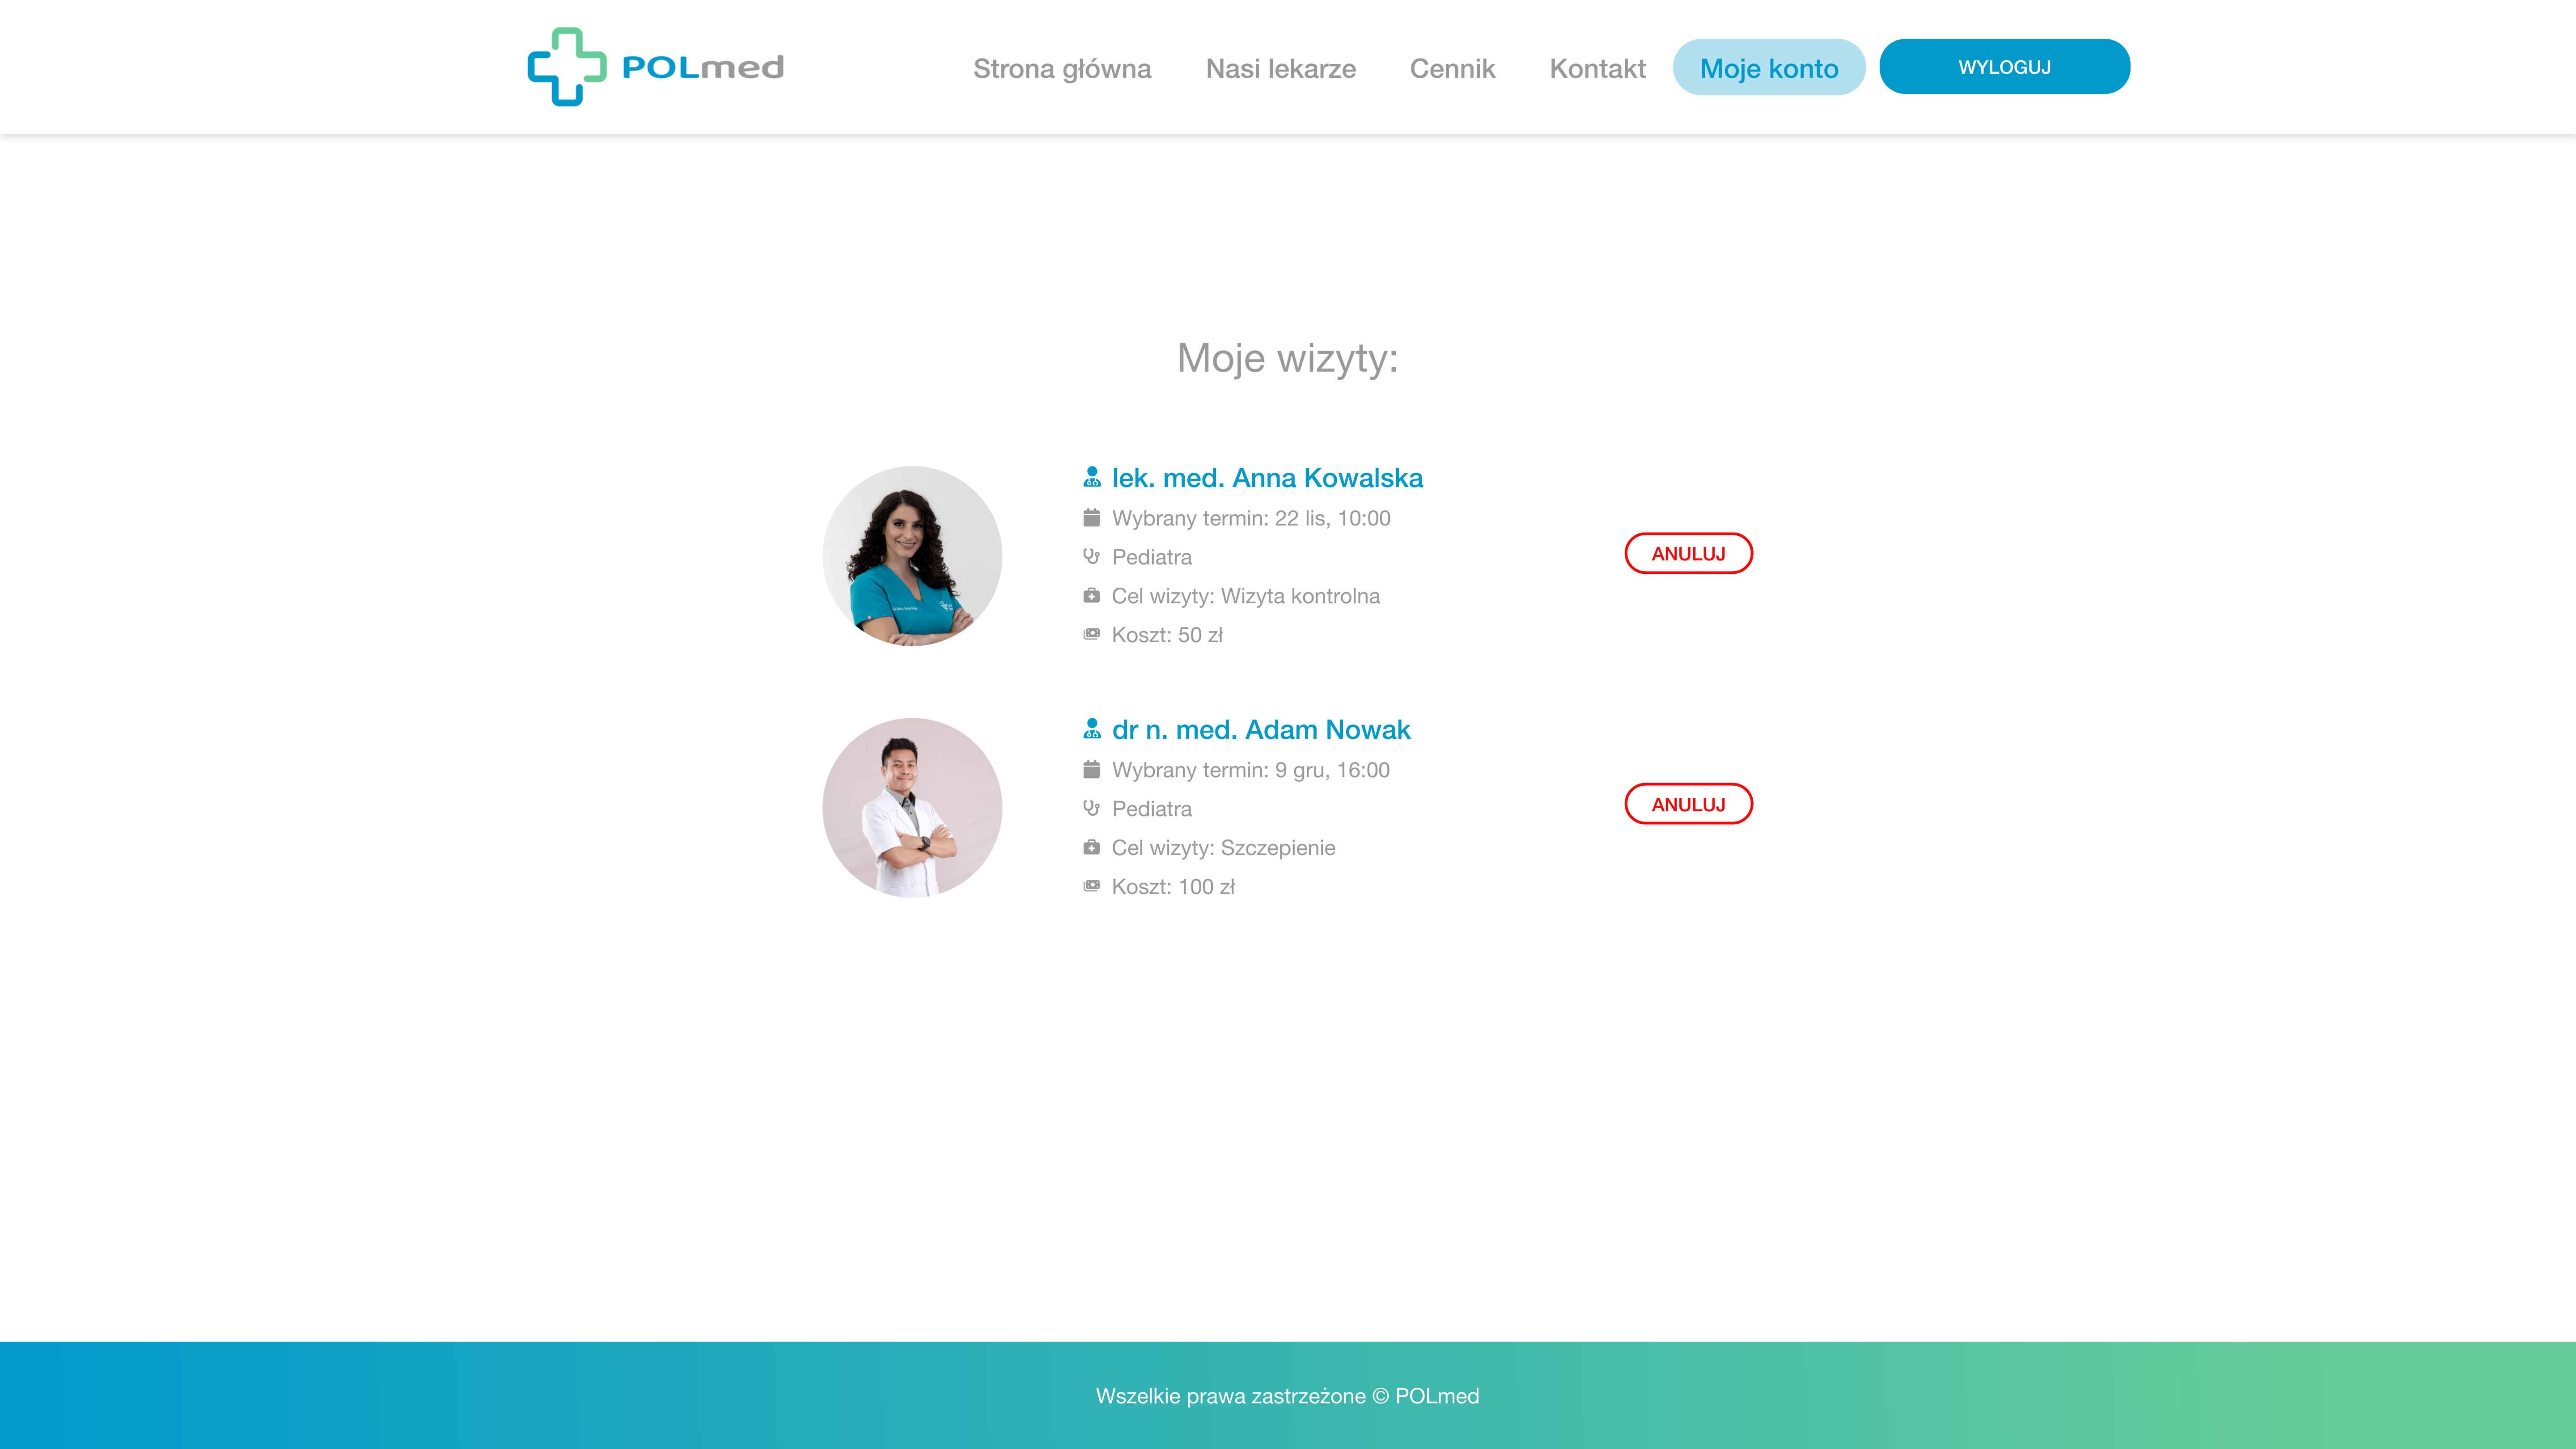 POLmed
Strona główna
Nasi lekarze
Cennik
Kontakt
Moje konto
WYLOGUJ
Moje wizyty:
lek. med. Anna Kowalska
Wybrany termin: 22 lis, 10:00
Pediatra
Cel wizyty: Wizyta kontrolna
Koszt: 50 zł
ANULUJ
dr n. med. Adam Nowak
Wybrany termin: 9 gru, 16:00
Pediatra
Cel wizyty: Szczepienie
Koszt: 100 zł
ANULUJ
Wszelkie prawa zastrzeżone © POLmed